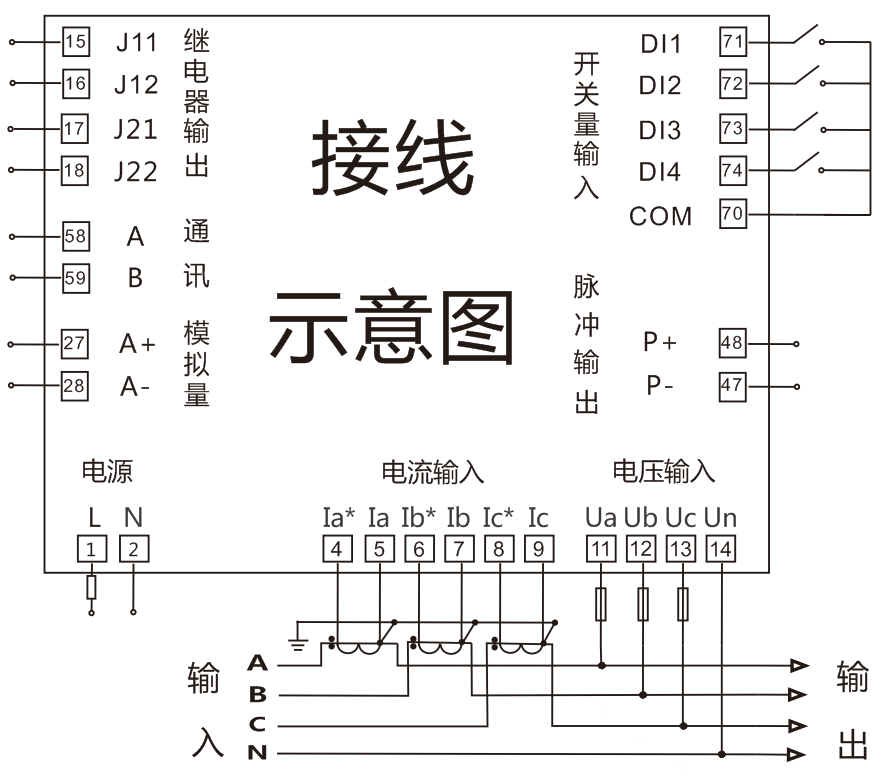 接线
示意图
15 J11
16 J12
17 J21
18 J22
继电器输出
58 A
59 B
通讯
27 A+
28 A-
模拟量
开关量输入
DI1 71
DI2 72
DI3 73
DI4 74
COM 70
脉冲输出
P+ 48
P- 47
电源
L N
1 2
电流输入
Ia* Ia Ib* Ib Ic* Ic
4 5 6 7 8 9
电压输入
Ua Ub Uc Un
11 12 13 14
输入
A
B
C
N
输出